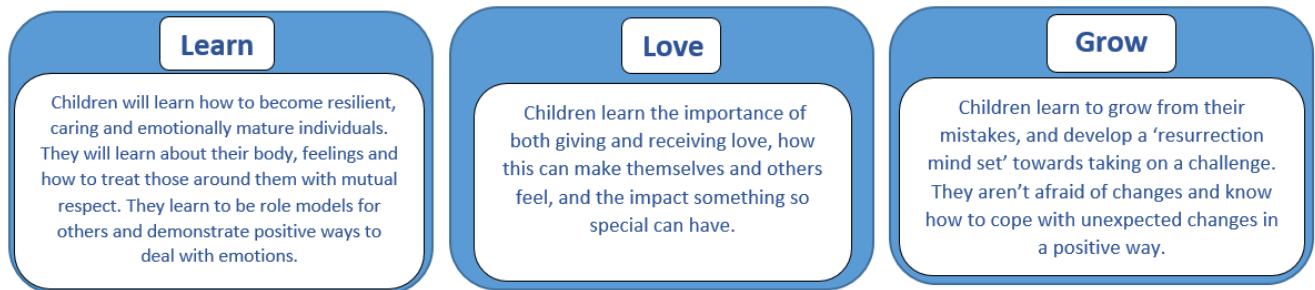 Learn
Children will learn how to become resilient,
caring and emotionally mature individuals.
They will learn about their body, feelings and
how to treat those around them with mutual
respect. They learn to be role models for
others and demonstrate positive ways to
deal with emotions.
Love
Children learn the importance of
both giving and receiving love, how
this can make themselves and others
feel, and the impact something so
special can have.
Grow
Children learn to grow from their
mistakes, and develop a ‘resurrection
mind set’ towards taking on a challenge.
They aren’t afraid of changes and know
how to cope with unexpected changes in
a positive way.